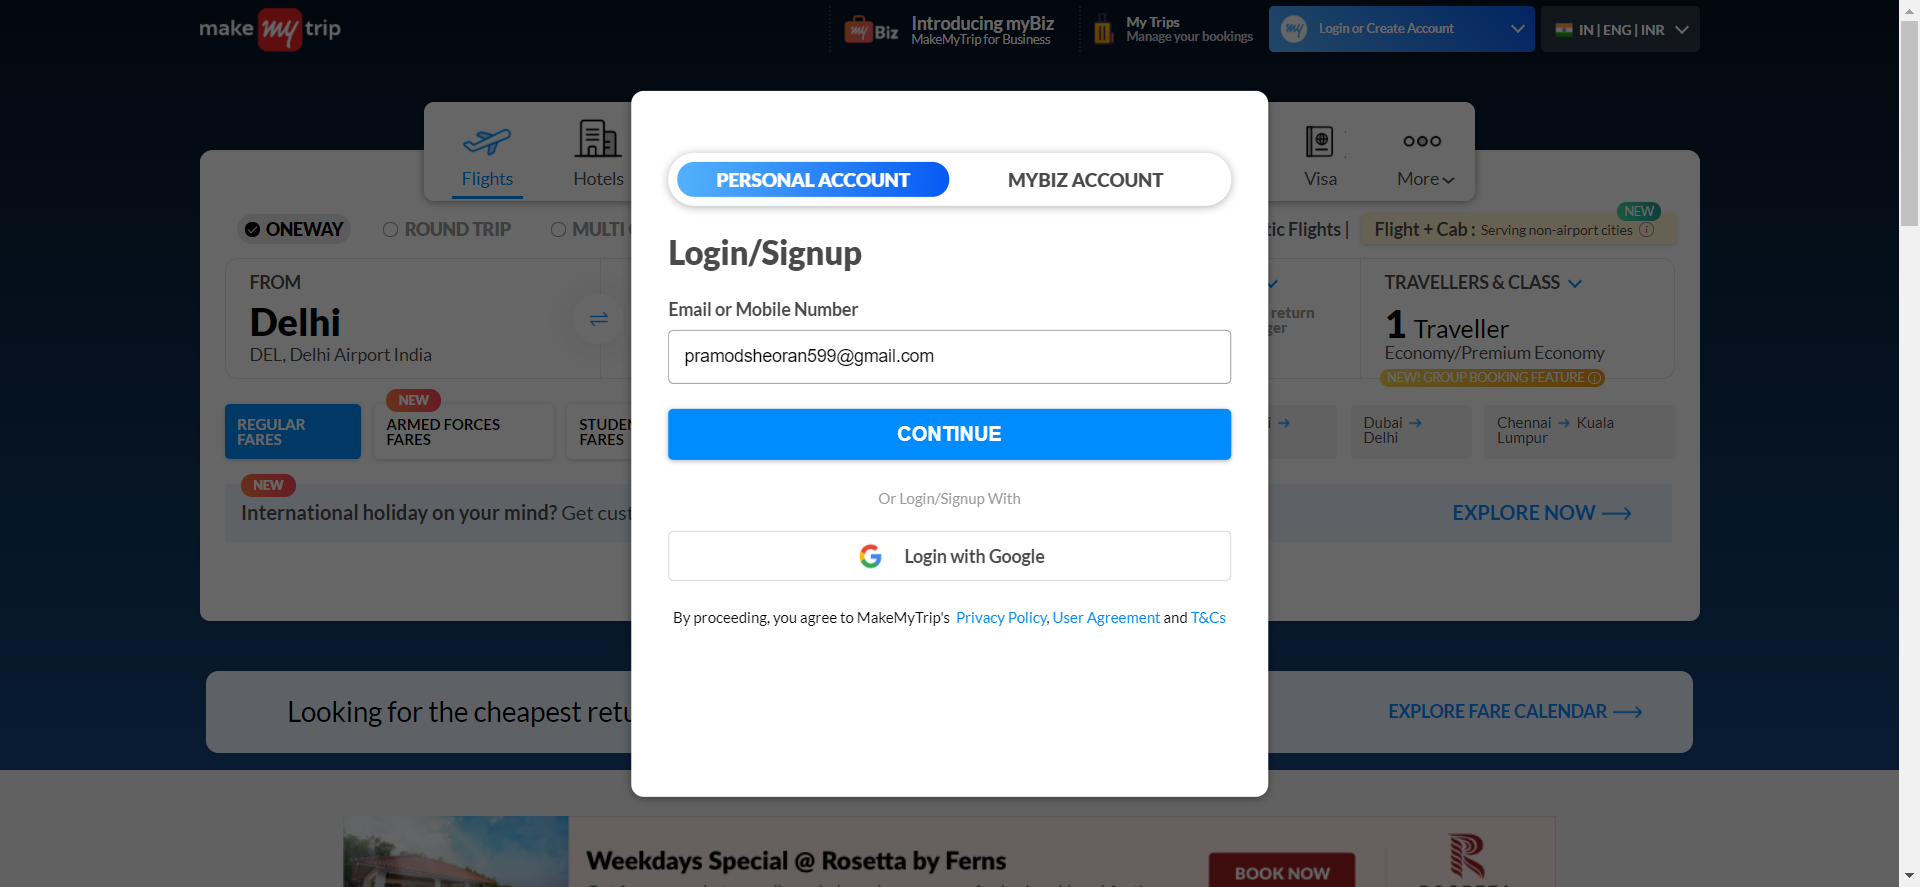 make my trip
my Biz
Introducing myBiz
MakeMyTrip for Business
My Trips
Manage your bookings
my
Login or Create Account
IN | ENG | INR
Flights
Hotels
Visa
More
PERSONAL ACCOUNT
MYBIZ ACCOUNT
ONEWAY
ROUND TRIP
MULTI
tic Flights |
NEW
Flight + Cab : Serving non-airport cities
Login/Signup
FROM
Delhi
DEL, Delhi Airport India
return
ger
TRAVELLERS & CLASS
1 Traveller
Economy/Premium Economy
NEW! GROUP BOOKING FEATURE
Email or Mobile Number
pramodsheoran599@gmail.com
REGULAR
FARES
NEW
ARMED FORCES
FARES
STUDEN
FARES
CONTINUE
i
Dubai
Delhi
Chennai Kuala
Lumpur
NEW
International holiday on your mind? Get cust
EXPLORE NOW
Or Login/Signup With
Login with Google
By proceeding, you agree to MakeMyTrip's Privacy Policy, User Agreement and T&Cs
Looking for the cheapest retu
EXPLORE FARE CALENDAR
Weekdays Special @ Rosetta by Ferns
BOOK NOW